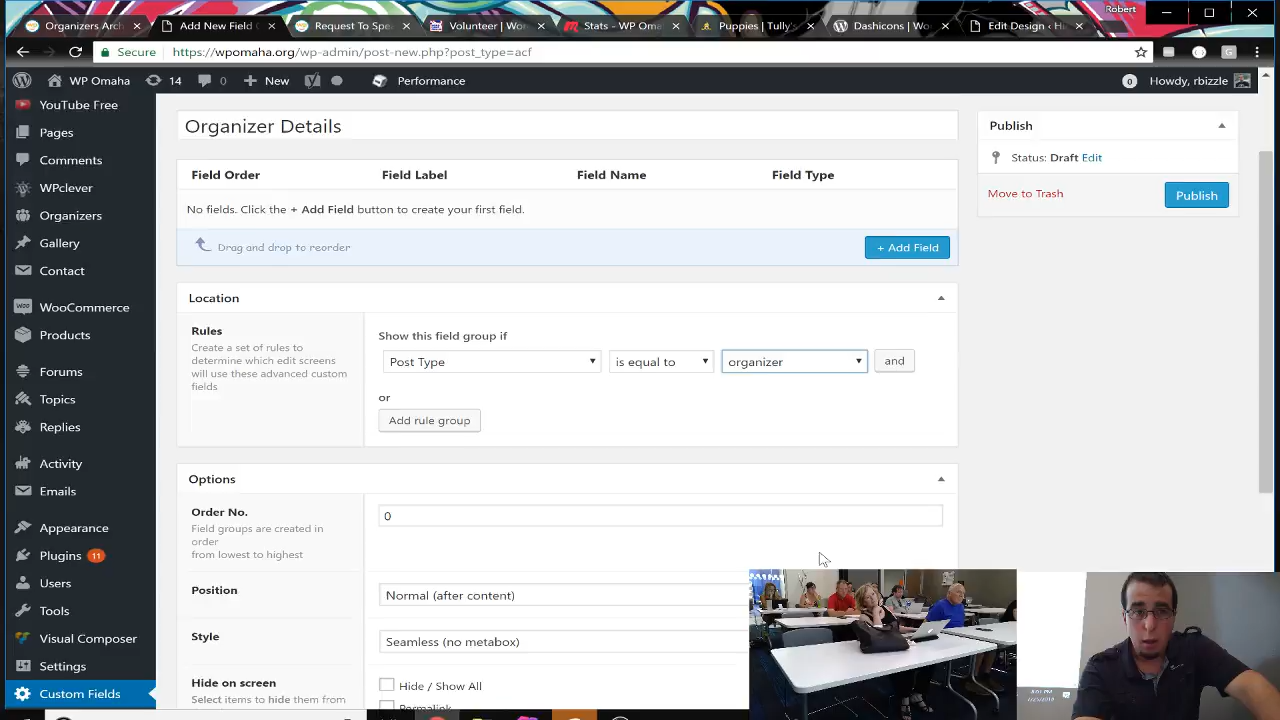 Robert
Organizers Arch
Add New Field G
Request To Spe
Volunteer | Wo
Stats - WP Oma
Puppies | Tully'
Dashicons | Wo
Edit Design - H
Secure
https://wpomaha.org/wp-admin/post-new.php?post_type=acf
WP Omaha
14
0
New
Performance
0
Howdy, rbizzle
YouTube Free
Pages
Comments
WPclever
Organizers
Gallery
Contact
WooCommerce
Products
Forums
Topics
Replies
Activity
Emails
Appearance
Plugins 11
Users
Tools
Visual Composer
Settings
Custom Fields
Organizer Details
Field Order Field Label Field Name Field Type
No fields. Click the + Add Field button to create your first field.
Drag and drop to reorder
+ Add Field
Location
Rules
Create a set of rules to
determine which edit screens
will use these advanced custom
fields
Show this field group if
Post Type is equal to organizer and
or
Add rule group
Options
Order No.
Field groups are created in
order
from lowest to highest
0
Position
Normal (after content)
Style
Seamless (no metabox)
Hide on screen
Select items to hide them from
Hide / Show All
Permalink
Publish
Status: Draft Edit
Move to Trash
Publish